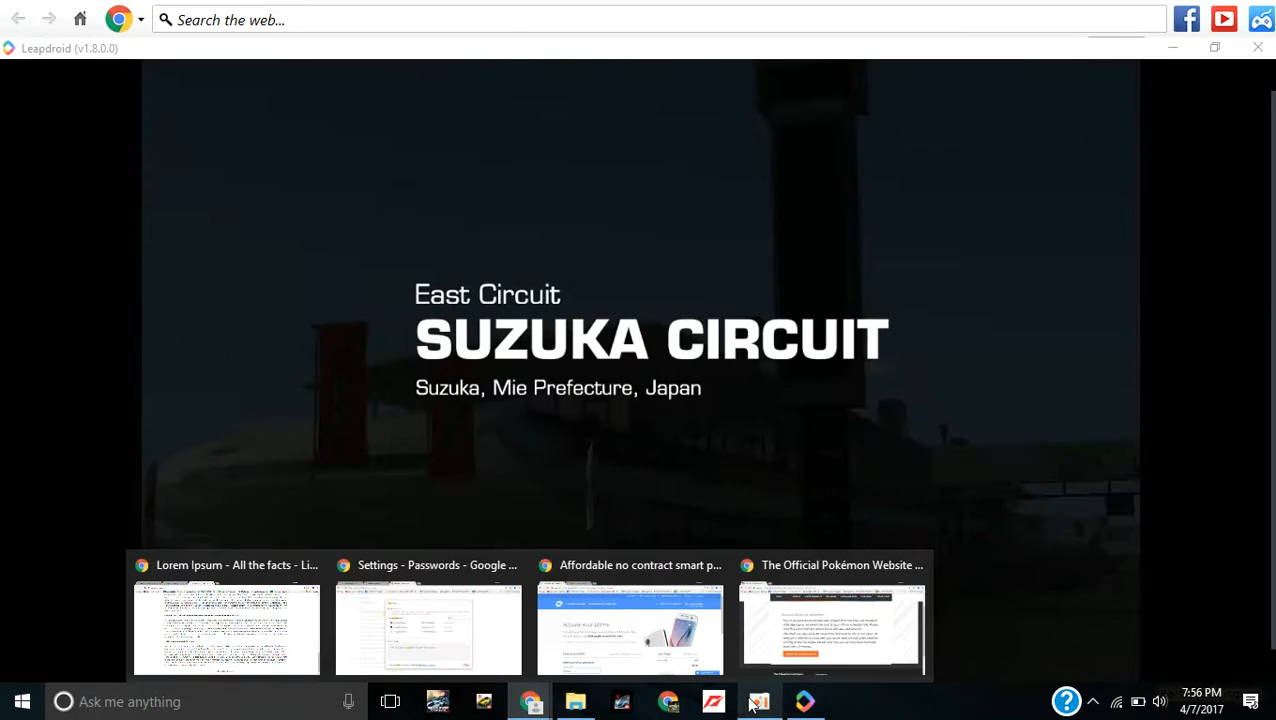 Search the web...
Leapdroid (v1.8.0.0)
East Circuit
SUZUKA CIRCUIT
Suzuka, Mie Prefecture, Japan
Lorem Ipsum - All the facts - Li...
Settings - Passwords - Google ...
Affordable no contract smart p...
The Official Pokémon Website ...
Ask me anything
7:56 PM
4/7/2017